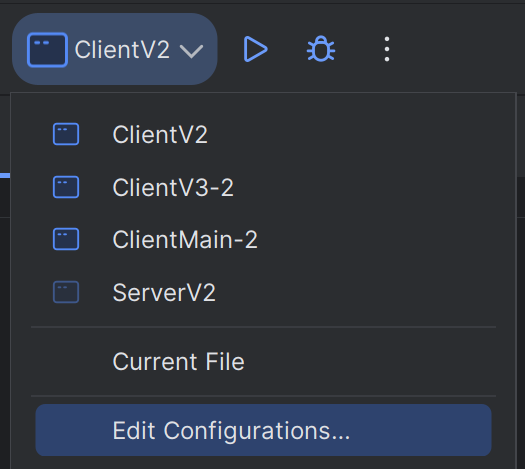 ClientV2
ClientV2
ClientV3-2
ClientMain-2
ServerV2
Current File
Edit Configurations...